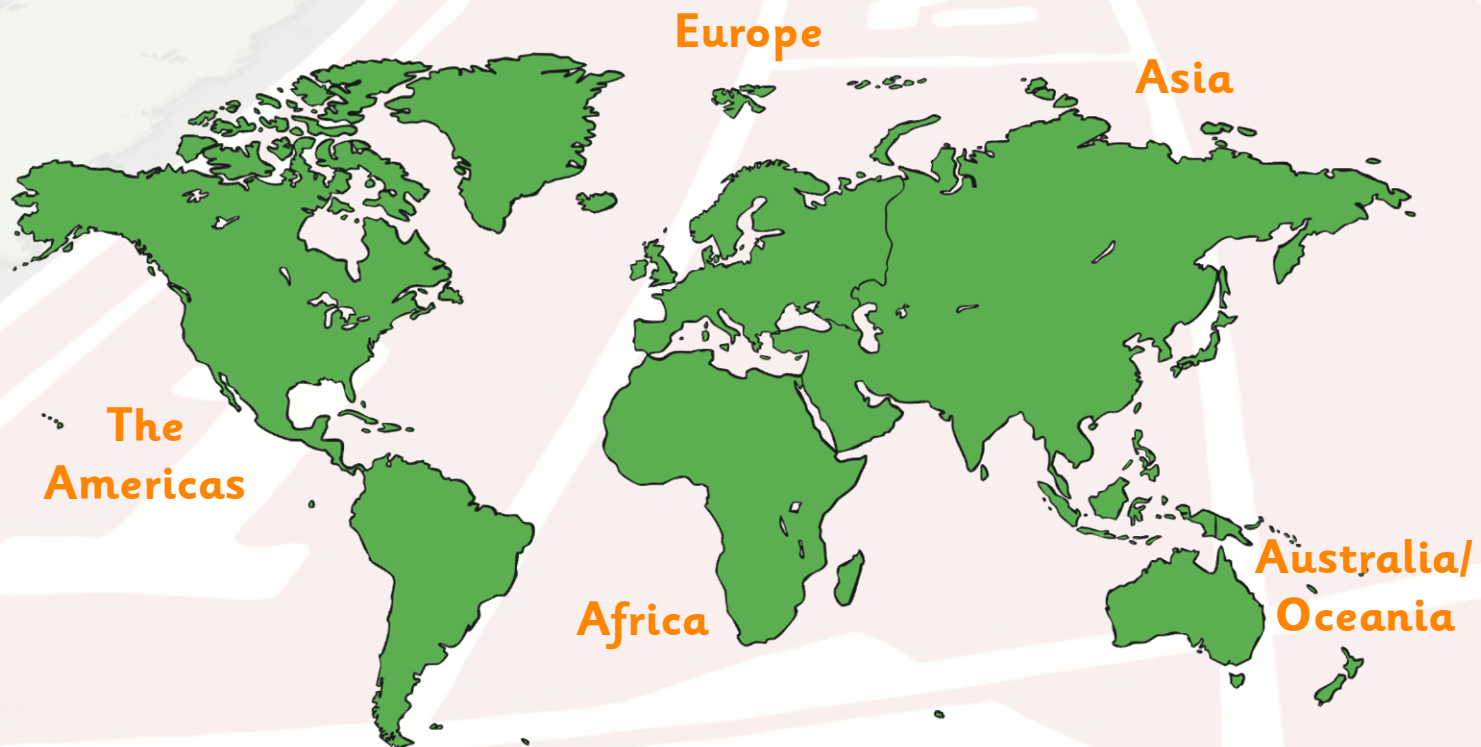 Europe
Asia
The
Americas
Australia/
Oceania
Africa